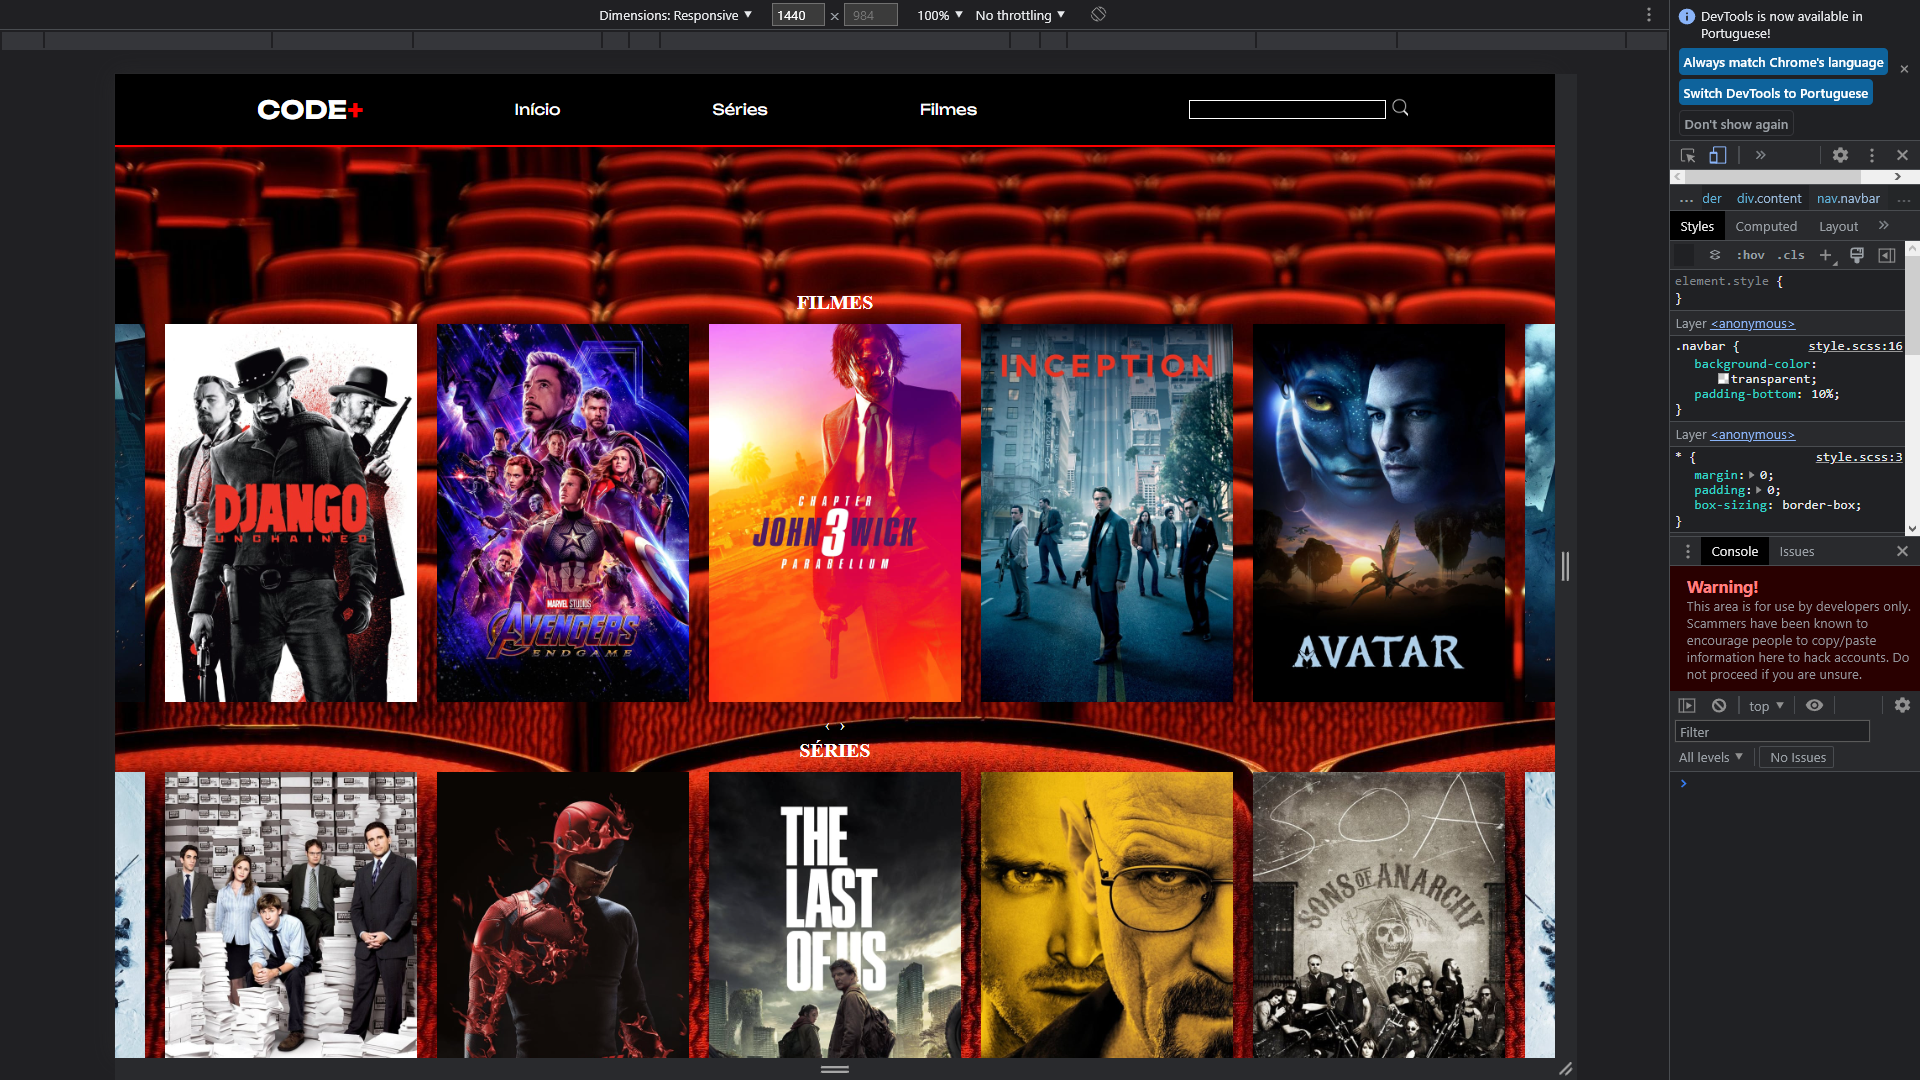 Dimensions: Responsive ▼ 1440 × 984 100% ▼ No throttling ▼
DevTools is now available in
Portuguese!
Always match Chrome's language
Switch DevTools to Portuguese
Don't show again
CODE+ Início Séries Filmes
... der div.content nav.navbar ...
Styles Computed Layout »
:hov .cls +
element.style {
}
Layer <anonymous>
.navbar { style.scss:16
background-color:
transparent;
padding-bottom: 10%;
}
Layer <anonymous>
* { style.scss:3
margin: 0;
padding: 0;
box-sizing: border-box;
}
Console Issues
Warning!
This area is for use by developers only.
Scammers have been known to
encourage people to copy/paste
information here to hack accounts. Do
not proceed if you are unsure.
top ▼
Filter
All levels ▼ No Issues
›
FILMES
DJANGO
UNCHAINED
MARVEL STUDIOS
AVENGERS
ENDGAME
CHAPTER
JOHN 3 WICK
PARABELLUM
INCEPTION
AVATAR
‹ ›
SÉRIES
THE
LAST
OF US
SOA
SONS OF ANARCHY